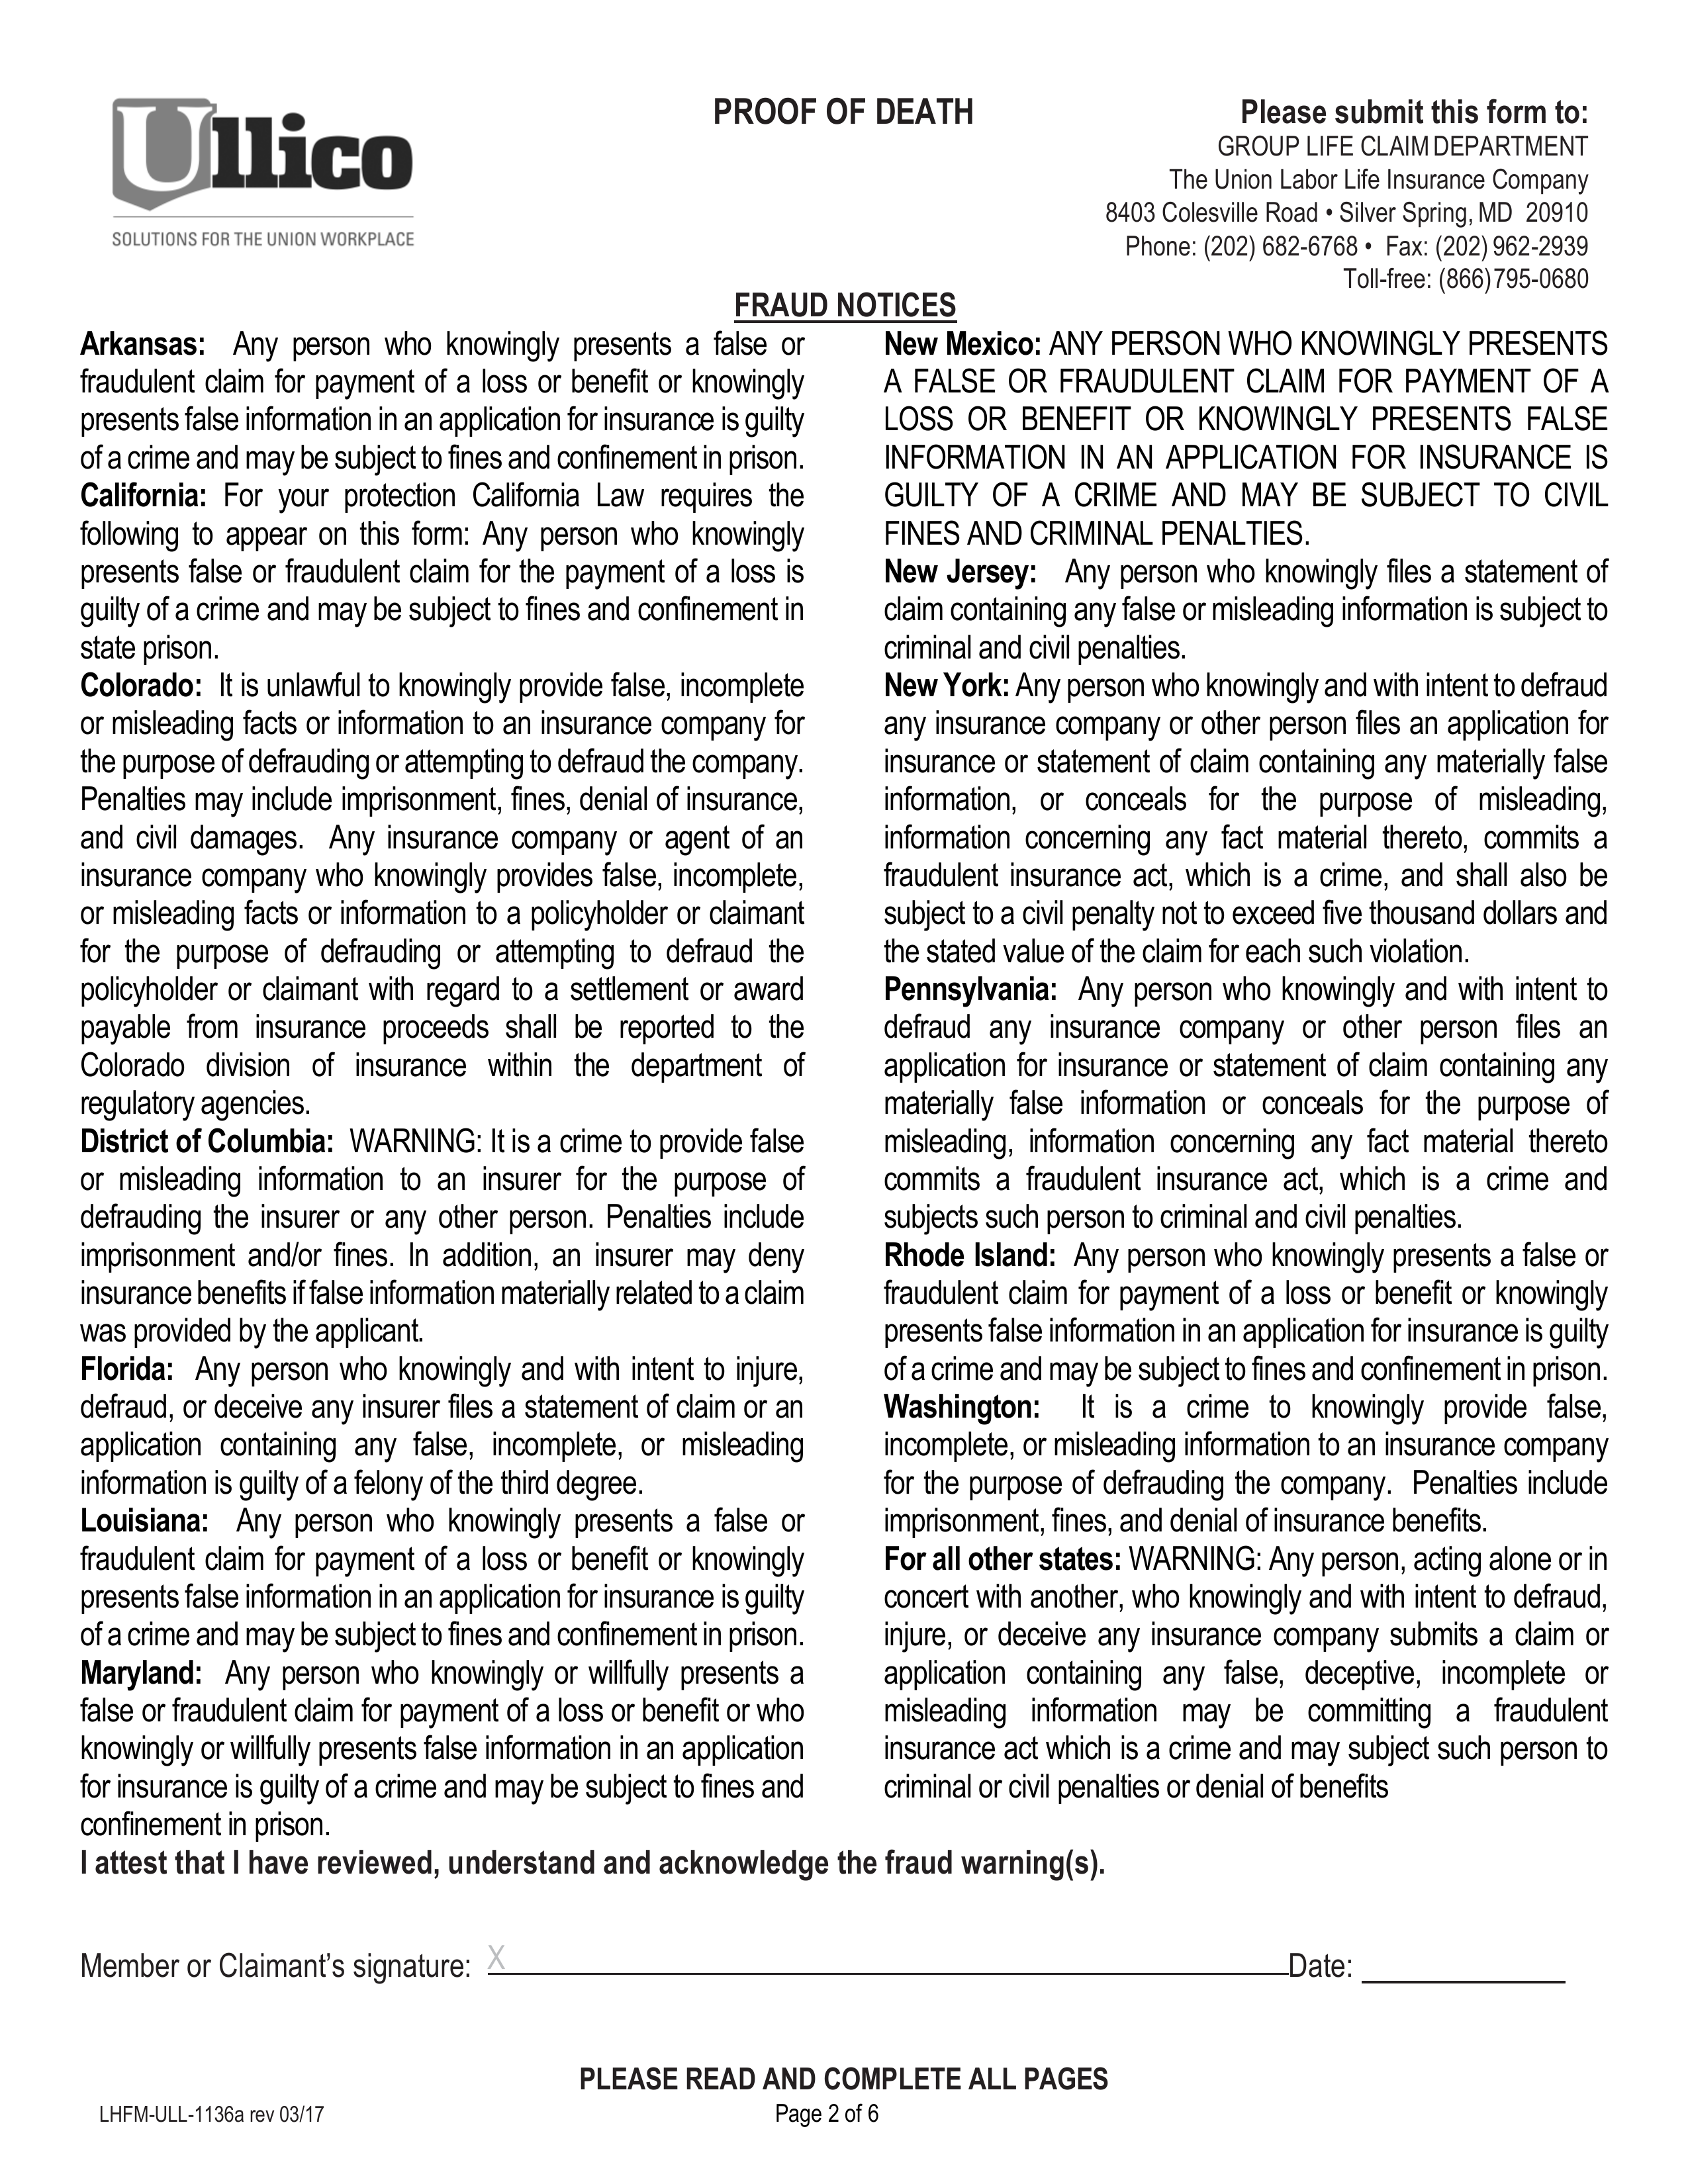 Ullico
SOLUTIONS FOR THE UNION WORKPLACE
PROOF OF DEATH
Please submit this form to:
GROUP LIFE CLAIM DEPARTMENT
The Union Labor Life Insurance Company
8403 Colesville Road • Silver Spring, MD 20910
Phone: (202) 682-6768 • Fax: (202) 962-2939
Toll-free: (866) 795-0680
FRAUD NOTICES
Arkansas: Any person who knowingly presents a false or
fraudulent claim for payment of a loss or benefit or knowingly
presents false information in an application for insurance is guilty
of a crime and may be subject to fines and confinement in prison.
California: For your protection California Law requires the
following to appear on this form: Any person who knowingly
presents false or fraudulent claim for the payment of a loss is
guilty of a crime and may be subject to fines and confinement in
state prison.
Colorado: It is unlawful to knowingly provide false, incomplete
or misleading facts or information to an insurance company for
the purpose of defrauding or attempting to defraud the company.
Penalties may include imprisonment, fines, denial of insurance,
and civil damages. Any insurance company or agent of an
insurance company who knowingly provides false, incomplete,
or misleading facts or information to a policyholder or claimant
for the purpose of defrauding or attempting to defraud the
policyholder or claimant with regard to a settlement or award
payable from insurance proceeds shall be reported to the
Colorado division of insurance within the department of
regulatory agencies.
District of Columbia: WARNING: It is a crime to provide false
or misleading information to an insurer for the purpose of
defrauding the insurer or any other person. Penalties include
imprisonment and/or fines. In addition, an insurer may deny
insurance benefits if false information materially related to a claim
was provided by the applicant.
Florida: Any person who knowingly and with intent to injure,
defraud, or deceive any insurer files a statement of claim or an
application containing any false, incomplete, or misleading
information is guilty of a felony of the third degree.
Louisiana: Any person who knowingly presents a false or
fraudulent claim for payment of a loss or benefit or knowingly
presents false information in an application for insurance is guilty
of a crime and may be subject to fines and confinement in prison.
Maryland: Any person who knowingly or willfully presents a
false or fraudulent claim for payment of a loss or benefit or who
knowingly or willfully presents false information in an application
for insurance is guilty of a crime and may be subject to fines and
confinement in prison.
New Mexico: ANY PERSON WHO KNOWINGLY PRESENTS
A FALSE OR FRAUDULENT CLAIM FOR PAYMENT OF A
LOSS OR BENEFIT OR KNOWINGLY PRESENTS FALSE
INFORMATION IN AN APPLICATION FOR INSURANCE IS
GUILTY OF A CRIME AND MAY BE SUBJECT TO CIVIL
FINES AND CRIMINAL PENALTIES.
New Jersey: Any person who knowingly files a statement of
claim containing any false or misleading information is subject to
criminal and civil penalties.
New York: Any person who knowingly and with intent to defraud
any insurance company or other person files an application for
insurance or statement of claim containing any materially false
information, or conceals for the purpose of misleading,
information concerning any fact material thereto, commits a
fraudulent insurance act, which is a crime, and shall also be
subject to a civil penalty not to exceed five thousand dollars and
the stated value of the claim for each such violation.
Pennsylvania: Any person who knowingly and with intent to
defraud any insurance company or other person files an
application for insurance or statement of claim containing any
materially false information or conceals for the purpose of
misleading, information concerning any fact material thereto
commits a fraudulent insurance act, which is a crime and
subjects such person to criminal and civil penalties.
Rhode Island: Any person who knowingly presents a false or
fraudulent claim for payment of a loss or benefit or knowingly
presents false information in an application for insurance is guilty
of a crime and may be subject to fines and confinement in prison.
Washington: It is a crime to knowingly provide false,
incomplete, or misleading information to an insurance company
for the purpose of defrauding the company. Penalties include
imprisonment, fines, and denial of insurance benefits.
For all other states: WARNING: Any person, acting alone or in
concert with another, who knowingly and with intent to defraud,
injure, or deceive any insurance company submits a claim or
application containing any false, deceptive, incomplete or
misleading information may be committing a fraudulent
insurance act which is a crime and may subject such person to
criminal or civil penalties or denial of benefits
I attest that I have reviewed, understand and acknowledge the fraud warning(s).
Member or Claimant's signature: X Date:
PLEASE READ AND COMPLETE ALL PAGES
LHFM-ULL-1136a rev 03/17
Page 2 of 6